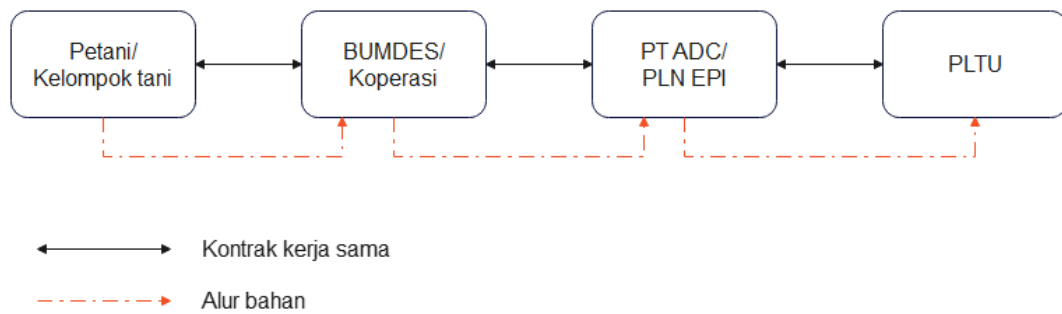 Petani/
Kelompok tani
BUMDES/
Koperasi
PT ADC/
PLN EPI
PLTU
Kontrak kerja sama
Alur bahan